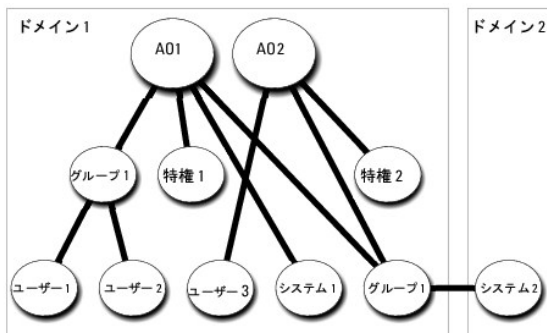 ドメイン1
ドメイン2
AO1
AO2
グループ1
特権1
特権2
ユーザー1
ユーザー2
ユーザー3
システム1
グループ1
システム2